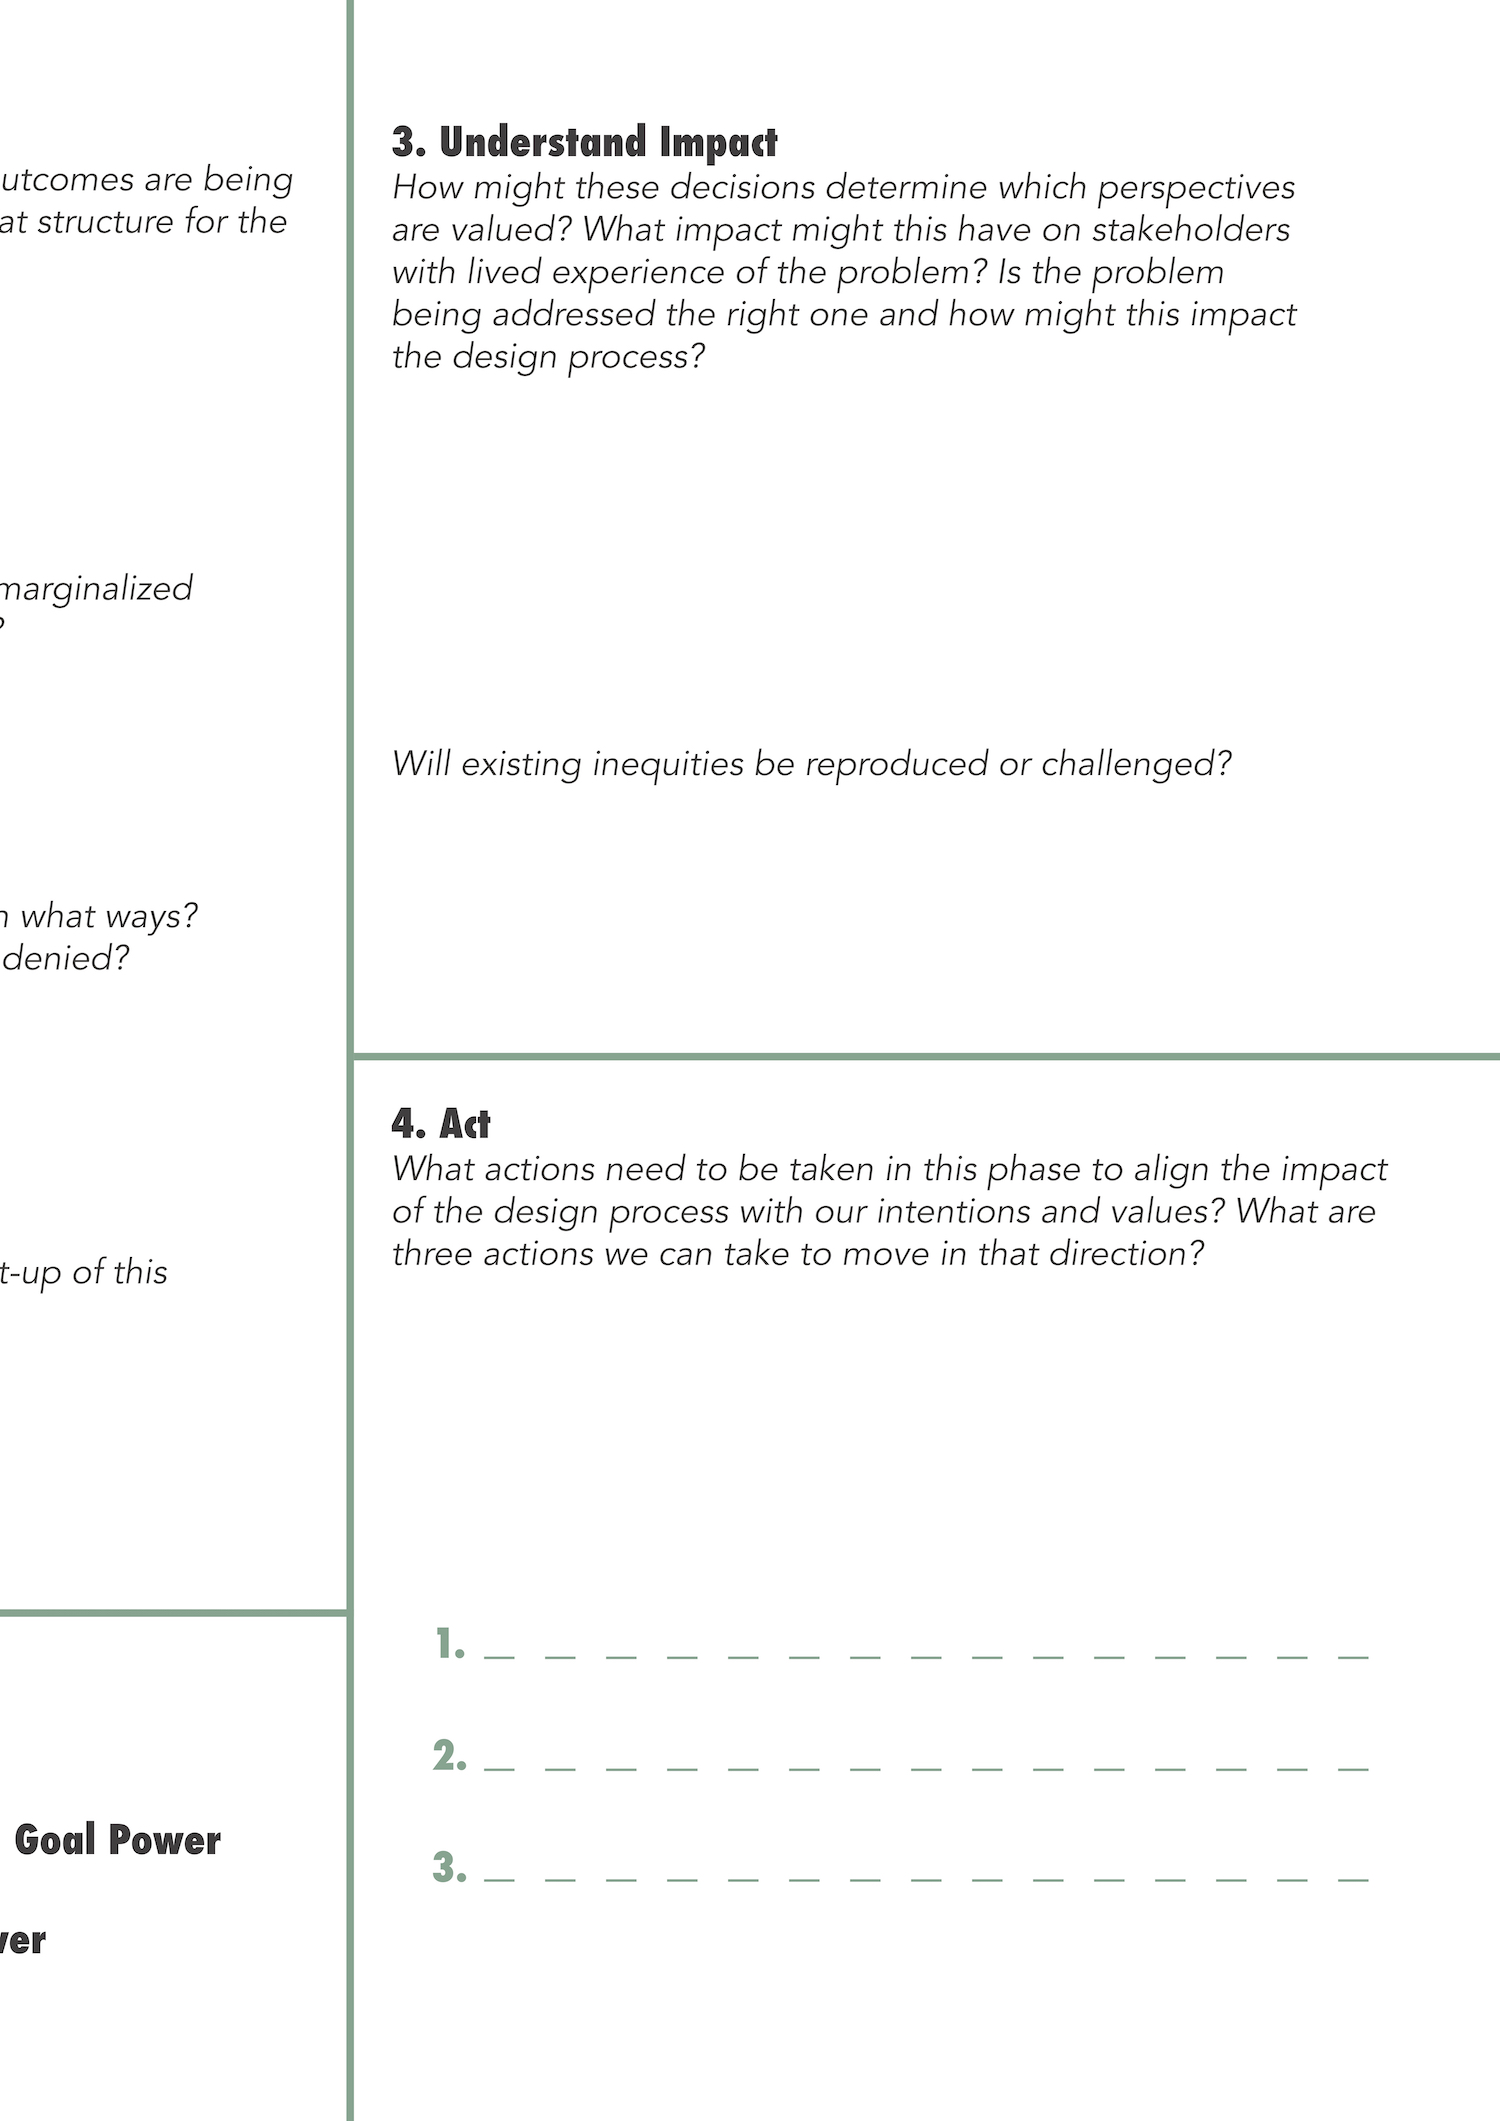 outcomes are being
at structure for the
marginalized
?
what ways?
denied?
t-up of this
Goal Power
ver
3. Understand Impact
How might these decisions determine which perspectives
are valued? What impact might this have on stakeholders
with lived experience of the problem? Is the problem
being addressed the right one and how might this impact
the design process?
Will existing inequities be reproduced or challenged?
4. Act
What actions need to be taken in this phase to align the impact
of the design process with our intentions and values? What are
three actions we can take to move in that direction?
1. _ _ _ _ _ _ _ _ _ _ _ _ _ _ _
2. _ _ _ _ _ _ _ _ _ _ _ _ _ _ _
3. _ _ _ _ _ _ _ _ _ _ _ _ _ _ _